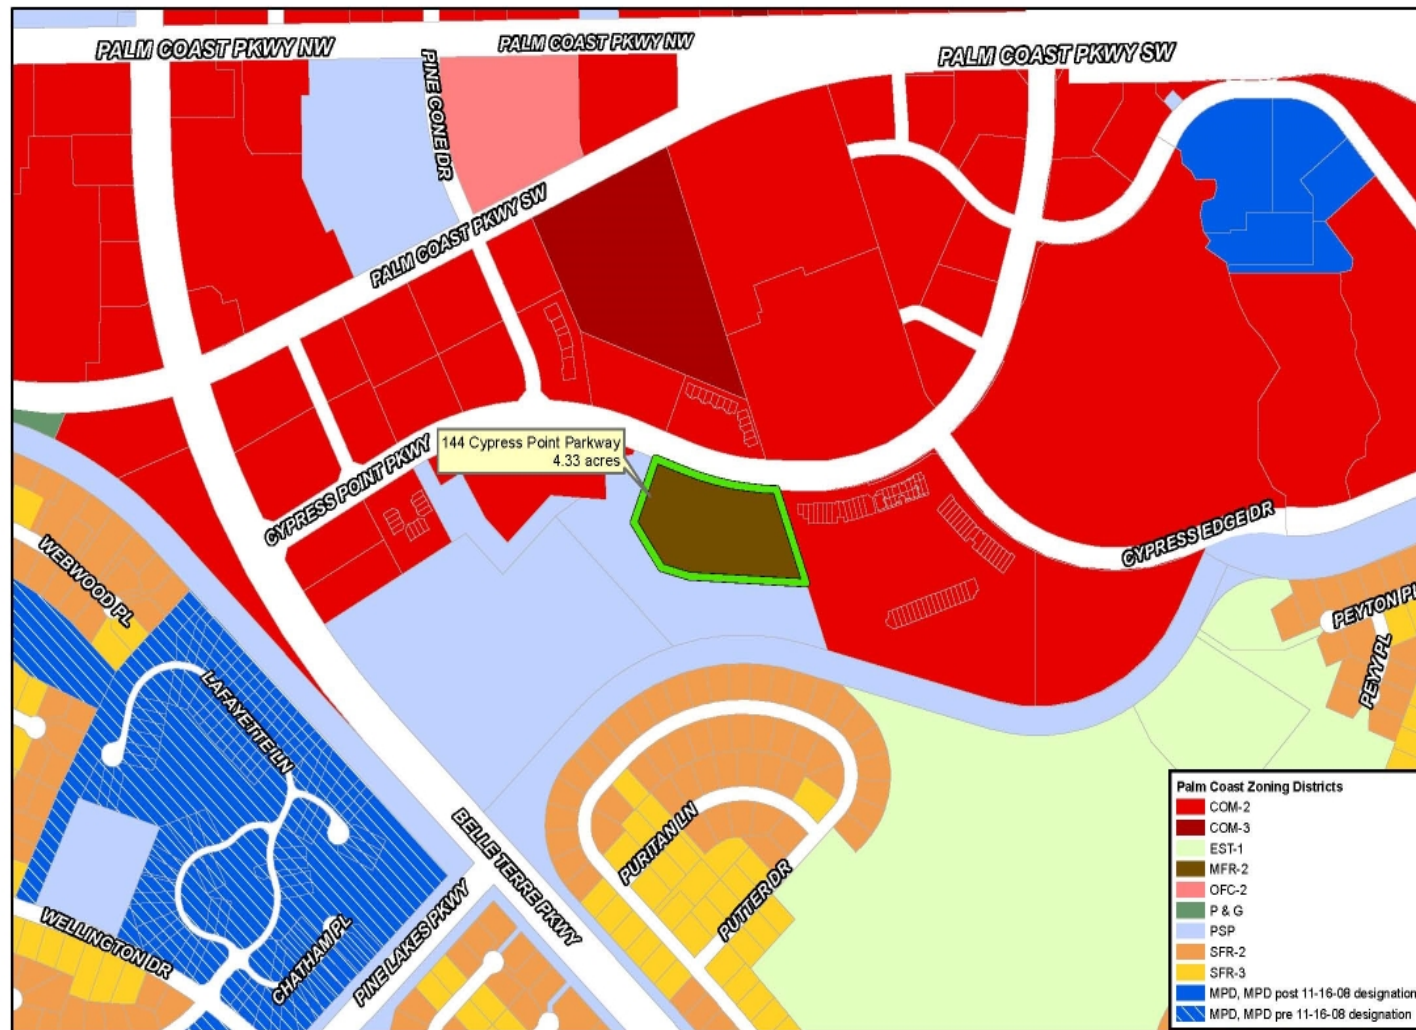 PALM COAST PKWY NW
PALM COAST PKWY NW
PALM COAST PKWY SW
PINE CONE DR
PALM COAST PKWY SW
144 Cypress Point Parkway
4.33 acres
CYPRESS POINT PKWY
CYPRESS EDGE DR
WEBWOOD PL
PEYTON PL
PEYY PL
LAFAYETTE LN
BELLE TERRE PKWY
PURITAN LN
PUTTER DR
WELLINGTON DR
CHATHAM PL
PINE LAKES PKWY
Palm Coast Zoning Districts
COM-2
COM-3
EST-1
MFR-2
OFC-2
P & G
PSP
SFR-2
SFR-3
MPD, MPD post 11-16-08 designation
MPD, MPD pre 11-16-08 designation